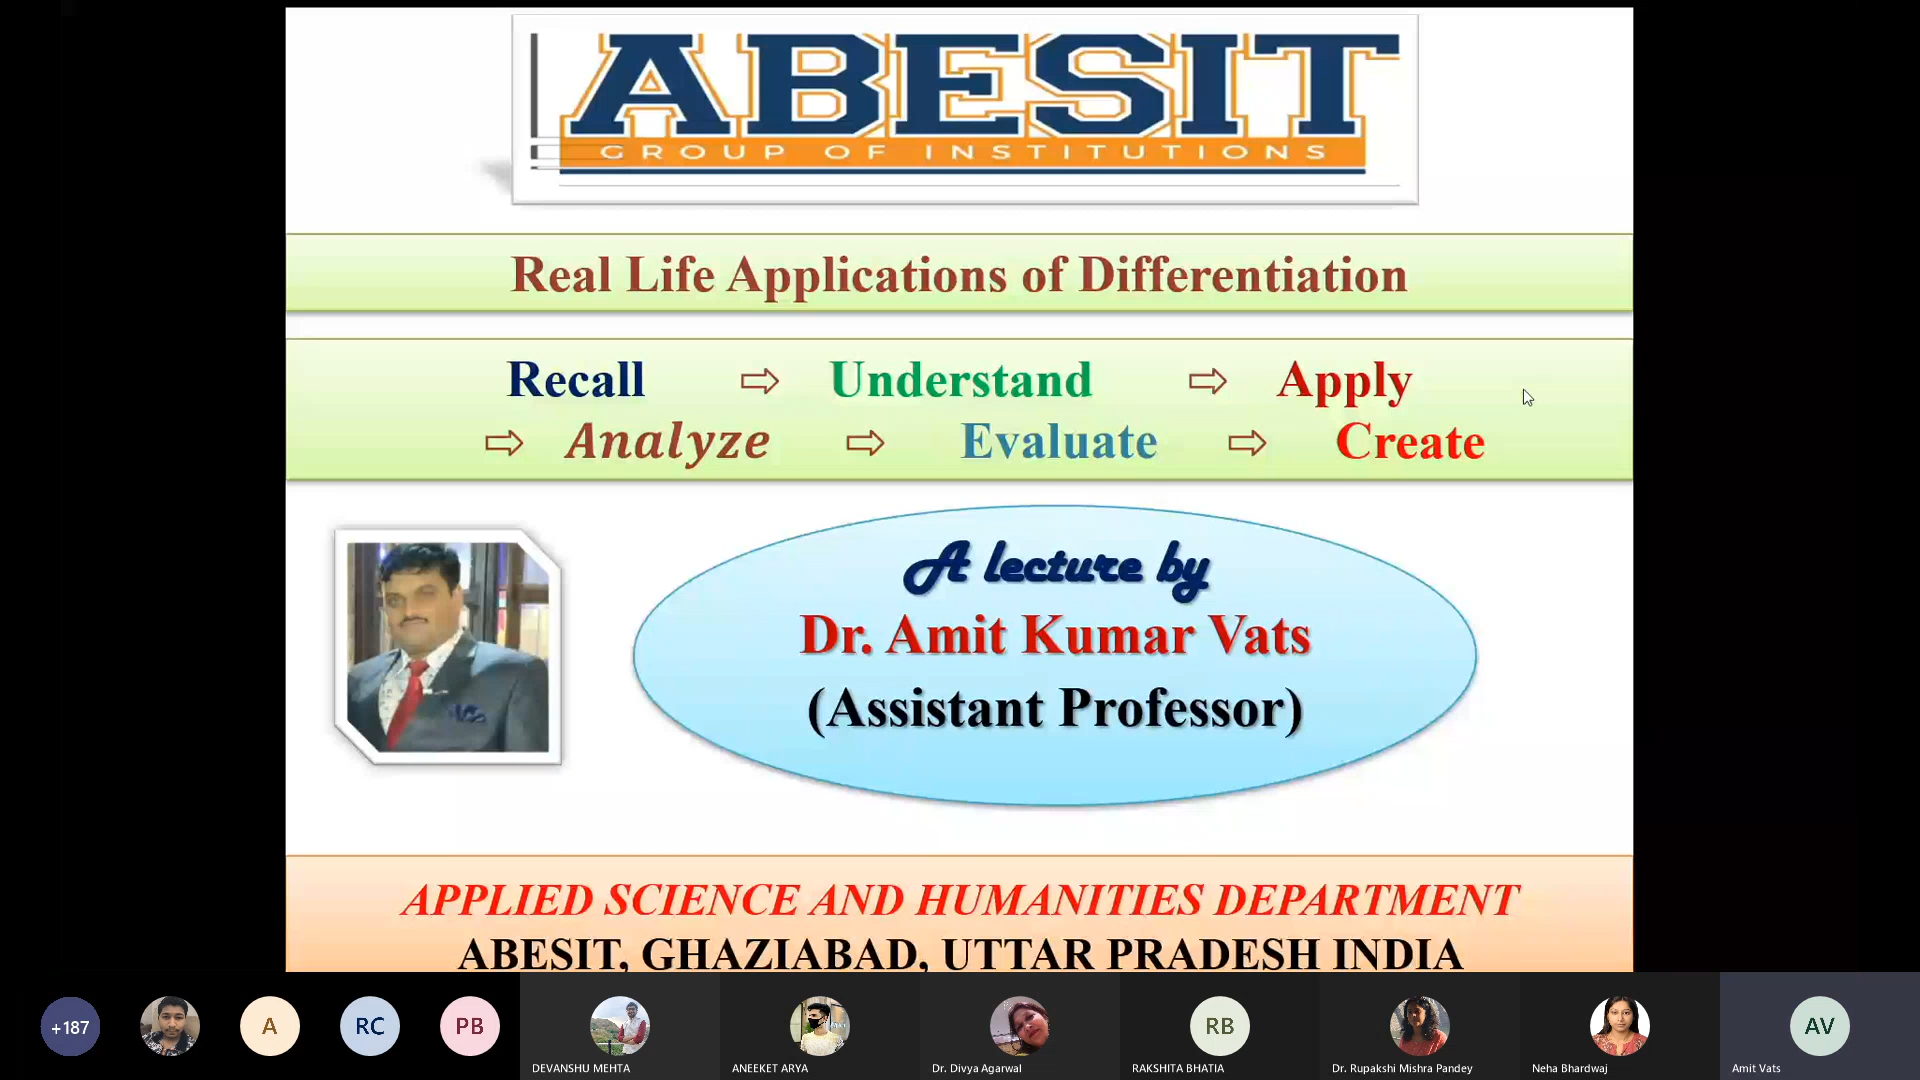 ABESIT
GROUP OF INSTITUTIONS
Real Life Applications of Differentiation
Recall ⇨ Understand ⇨ Apply
⇨ Analyze ⇨ Evaluate ⇨ Create
A lecture by
Dr. Amit Kumar Vats
(Assistant Professor)
APPLIED SCIENCE AND HUMANITIES DEPARTMENT
ABESIT, GHAZIABAD, UTTAR PRADESH INDIA
+187 A RC PB RB AV
DEVANSHU MEHTA ANEEKET ARYA Dr. Divya Agarwal RAKSHITA BHATIA Dr. Rupakshi Mishra Pandey Neha Bhardwaj Amit Vats